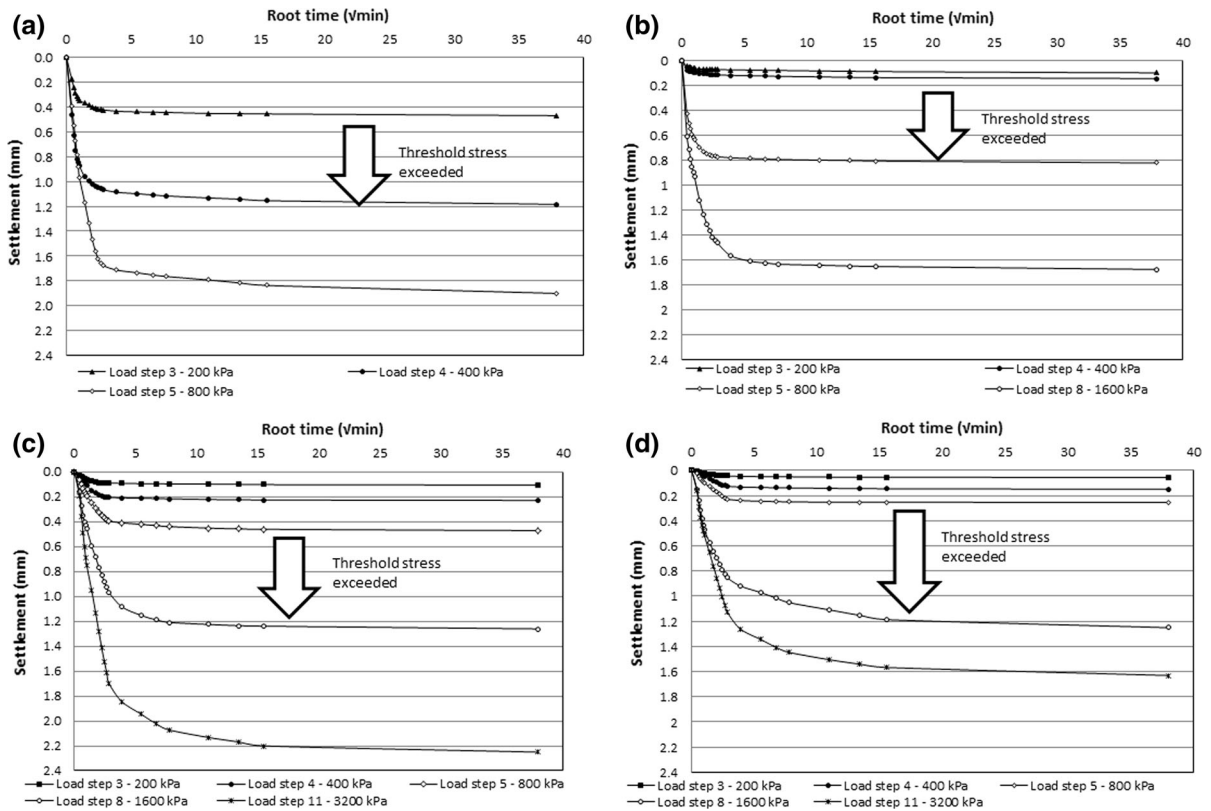 (a)
Root time (√min)
0 5 10 15 20 25 30 35 40
0.0
0.2
0.4
0.6
0.8
1.0
1.2
1.4
1.6
1.8
2.0
2.2
2.4
Settlement (mm)
Threshold stress
exceeded
Load step 3 - 200 kPa Load step 4 - 400 kPa
Load step 5 - 800 kPa
(b)
Root time (√min)
0 5 10 15 20 25 30 35 40
0
0.2
0.4
0.6
0.8
1
1.2
1.4
1.6
1.8
2
2.2
2.4
Settlement (mm)
Threshold stress
exceeded
Load step 3 - 200 kPa Load step 4 - 400 kPa
Load step 5 - 800 kPa Load step 8 - 1600 kPa
(c)
Root time (√min)
0 5 10 15 20 25 30 35 40
0.0
0.2
0.4
0.6
0.8
1.0
1.2
1.4
1.6
1.8
2.0
2.2
2.4
Settlement (mm)
Threshold stress
exceeded
Load step 3 - 200 kPa Load step 4 - 400 kPa Load step 5 - 800 kPa
Load step 8 - 1600 kPa Load step 11 - 3200 kPa
(d)
Root time (√min)
0 5 10 15 20 25 30 35 40
0
0.2
0.4
0.6
0.8
1
1.2
1.4
1.6
1.8
2
2.2
2.4
Settlement (mm)
Threshold stress
exceeded
Load step 3 - 200 kPa Load step 4 - 400 kPa Load step 5 - 800 kPa
Load step 8 - 1600 kPa Load step 11 - 3200 kPa